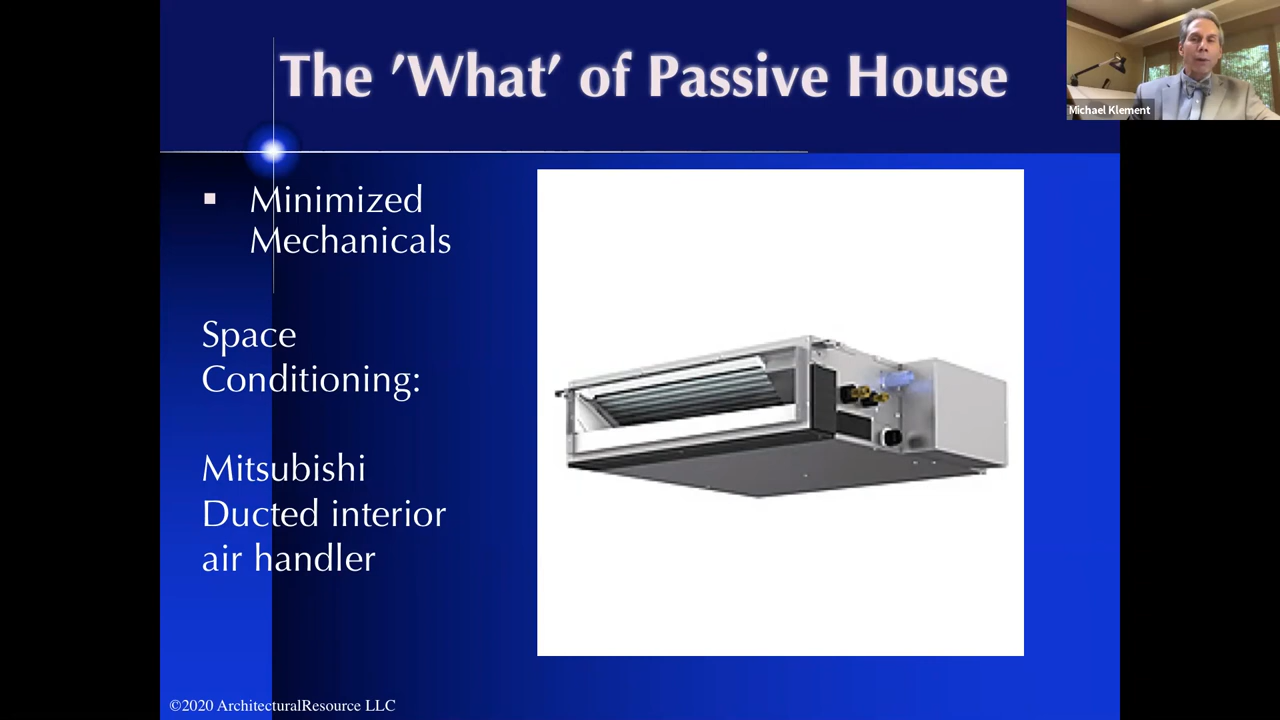 The ’What’ of Passive House
Michael Klement
Minimized
Mechanicals
Space
Conditioning:
Mitsubishi
Ducted interior
air handler
©2020 ArchitecturalResource LLC